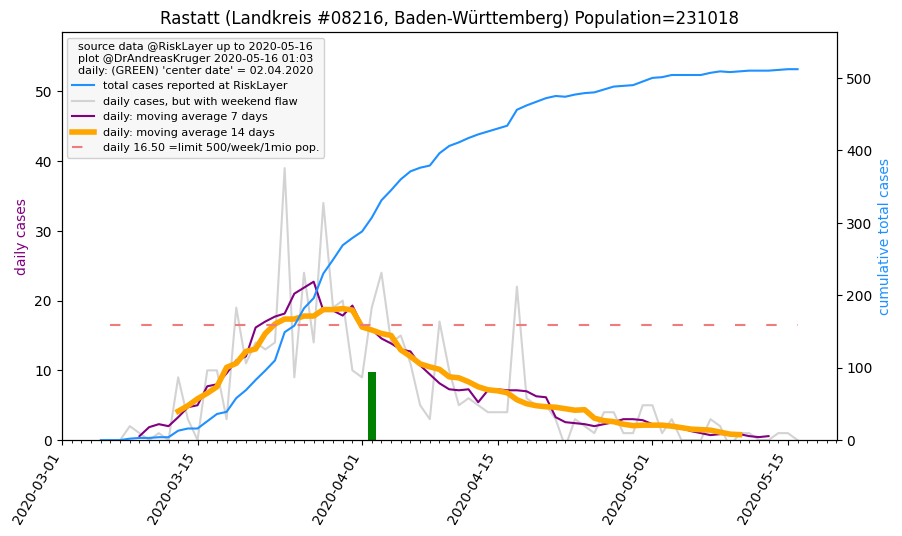 Rastatt (Landkreis #08216, Baden-Württemberg) Population=231018
source data @RiskLayer up to 2020-05-16
plot @DrAndreasKruger 2020-05-16 01:03
daily: (GREEN) 'center date' = 02.04.2020
total cases reported at RiskLayer
daily cases, but with weekend flaw
daily: moving average 7 days
daily: moving average 14 days
daily 16.50 =limit 500/week/1mio pop.
daily cases
0
10
20
30
40
50
cumulative total cases
0
100
200
300
400
500
2020-03-01
2020-03-15
2020-04-01
2020-04-15
2020-05-01
2020-05-15